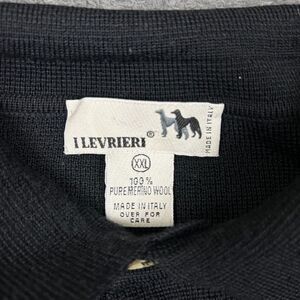 I LEVRIERI®
MADE IN ITALY
XXL
100%
PURE MERINO WOOL
MADE IN ITALY
OVER FOR
CARE